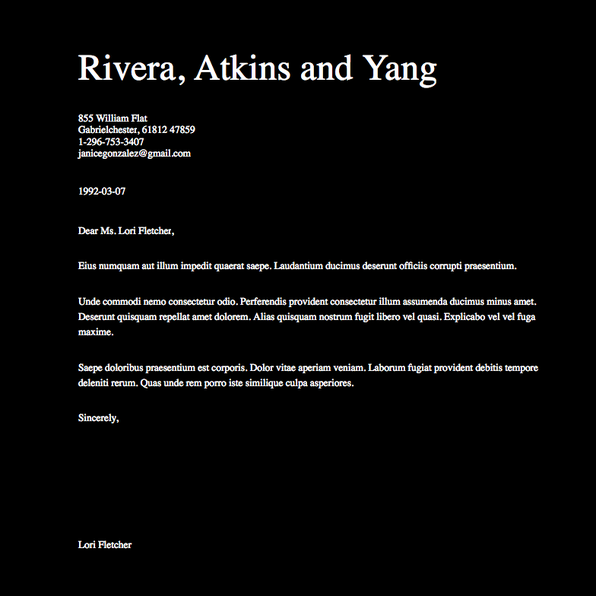 Rivera, Atkins and Yang
855 William Flat
Gabrielchester, 61812 47859
1-296-753-3407
janicegonzalez@gmail.com
1992-03-07
Dear Ms. Lori Fletcher,
Eius numquam aut illum impedit quaerat saepe. Laudantium ducimus deserunt officiis corrupti praesentium.
Unde commodi nemo consectetur odio. Perferendis provident consectetur illum assumenda ducimus minus amet.
Deserunt quisquam repellat amet dolorem. Alias quisquam nostrum fugit libero vel quasi. Explicabo vel vel fuga
maxime.
Saepe doloribus praesentium est corporis. Dolor vitae aperiam veniam. Laborum fugiat provident debitis tempore
deleniti rerum. Quas unde rem porro iste similique culpa asperiores.
Sincerely,
Lori Fletcher